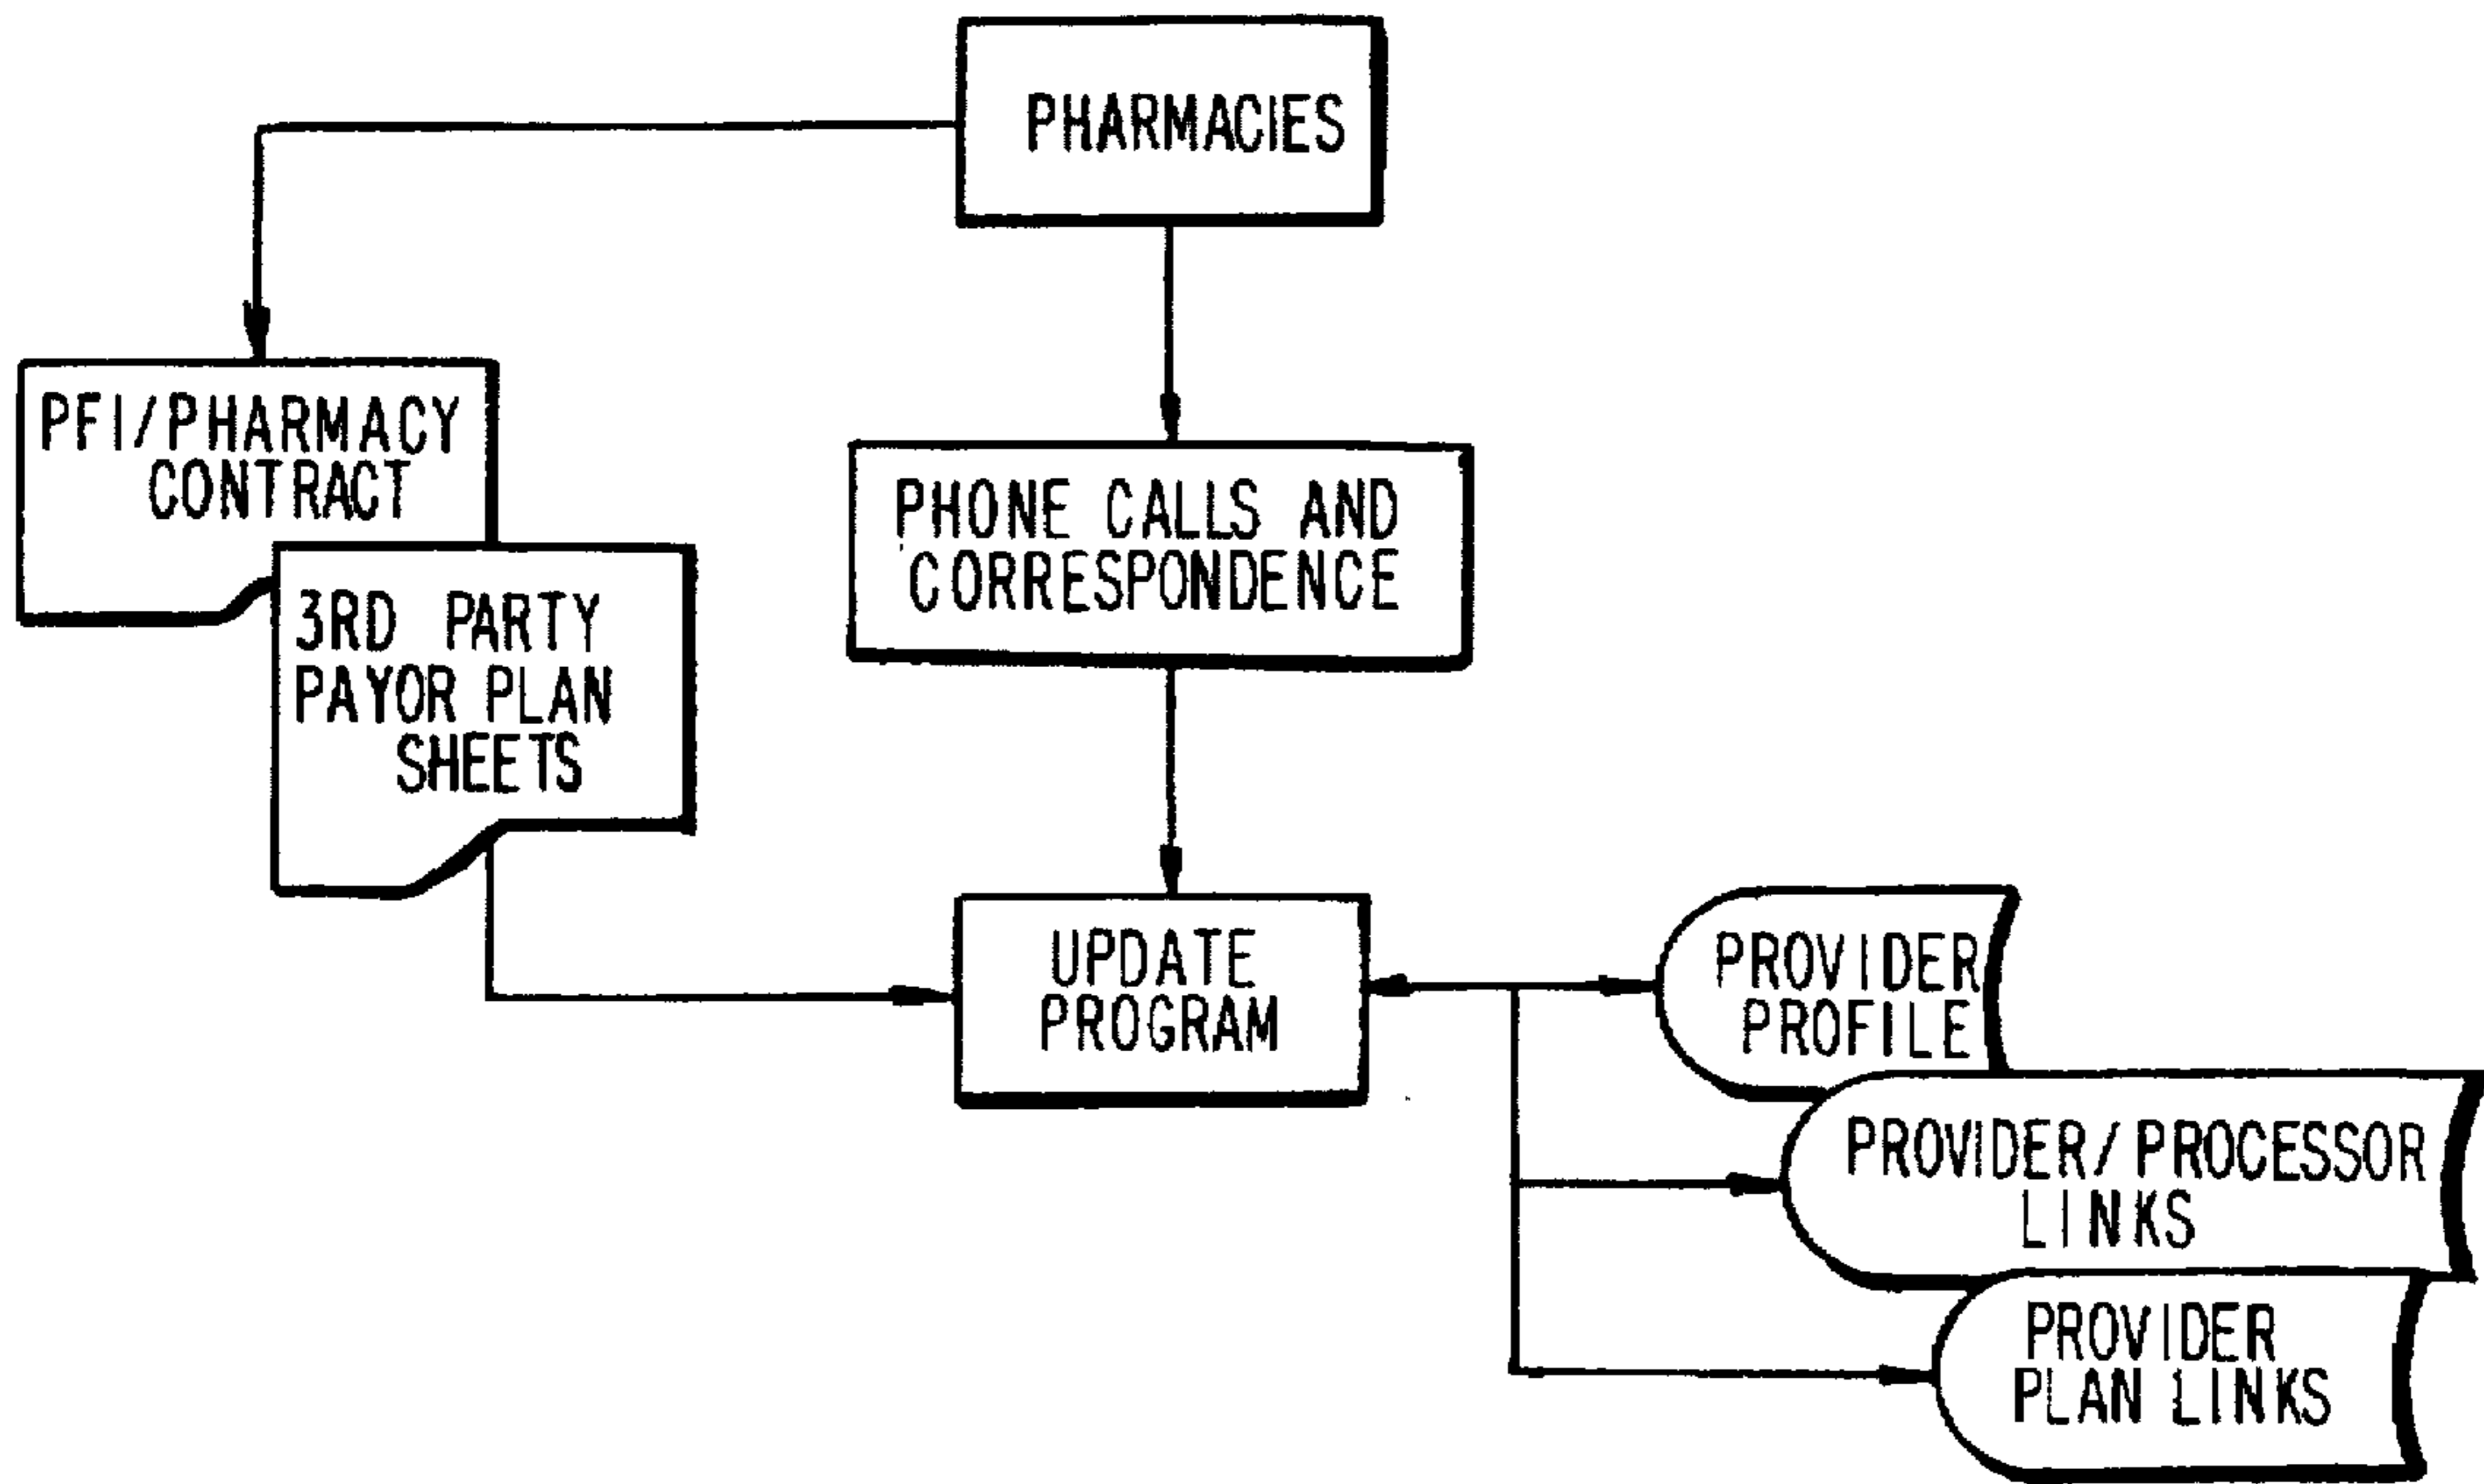 PHARMACIES
PFI/PHARMACY
CONTRACT
3RD PARTY
PAYOR PLAN
SHEETS
PHONE CALLS AND
CORRESPONDENCE
UPDATE
PROGRAM
PROVIDER
PROFILE
PROVIDER/PROCESSOR
LINKS
PROVIDER
PLAN LINKS